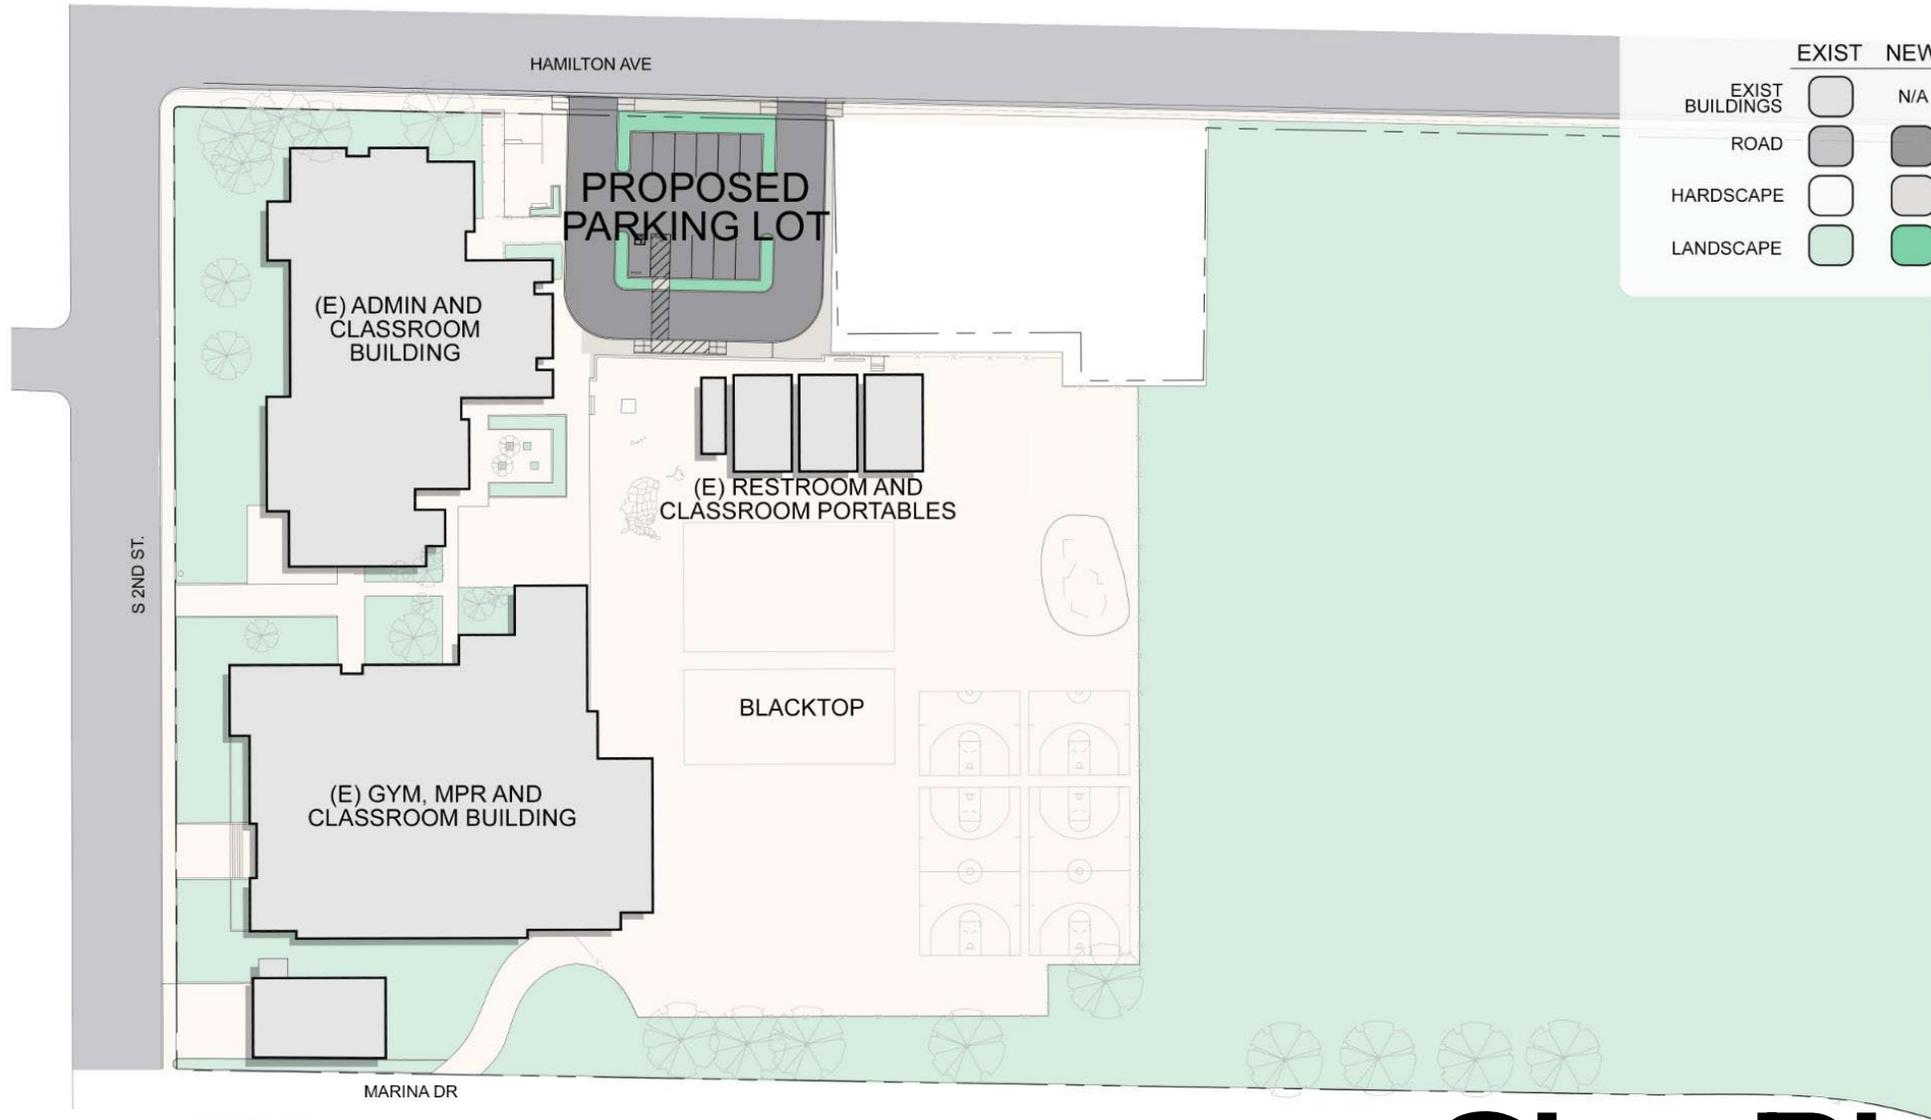 HAMILTON AVE
EXIST NEW
EXIST
BUILDINGS
N/A
ROAD
HARDSCAPE
LANDSCAPE
PROPOSED
PARKING LOT
(E) ADMIN AND
CLASSROOM
BUILDING
(E) RESTROOM AND
CLASSROOM PORTABLES
S 2ND ST.
BLACKTOP
(E) GYM, MPR AND
CLASSROOM BUILDING
MARINA DR